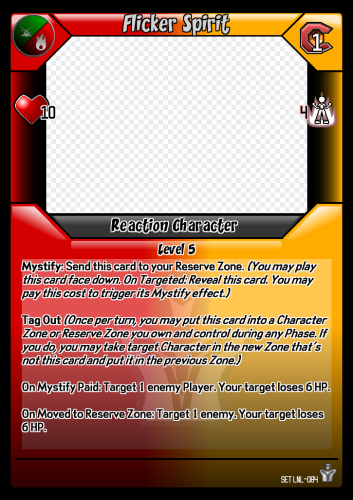 Flicker Spirit
C
1
10
4
Reaction Character
Level 5
Mystify: Send this card to your Reserve Zone. (You may play
this card face down. On Targeted: Reveal this card. You may
pay this cost to trigger its Mystify effect.)
Tag Out (Once per turn, you may put this card into a Character
Zone or Reserve Zone you own and control during any Phase. If
you do, you may take target Character in the new Zone that's
not this card and put it in the previous Zone.)
On Mystify Paid: Target 1 enemy Player. Your target loses 6 HP.
On Moved to Reserve Zone: Target 1 enemy. Your target loses
6 HP.
SET LNL-084